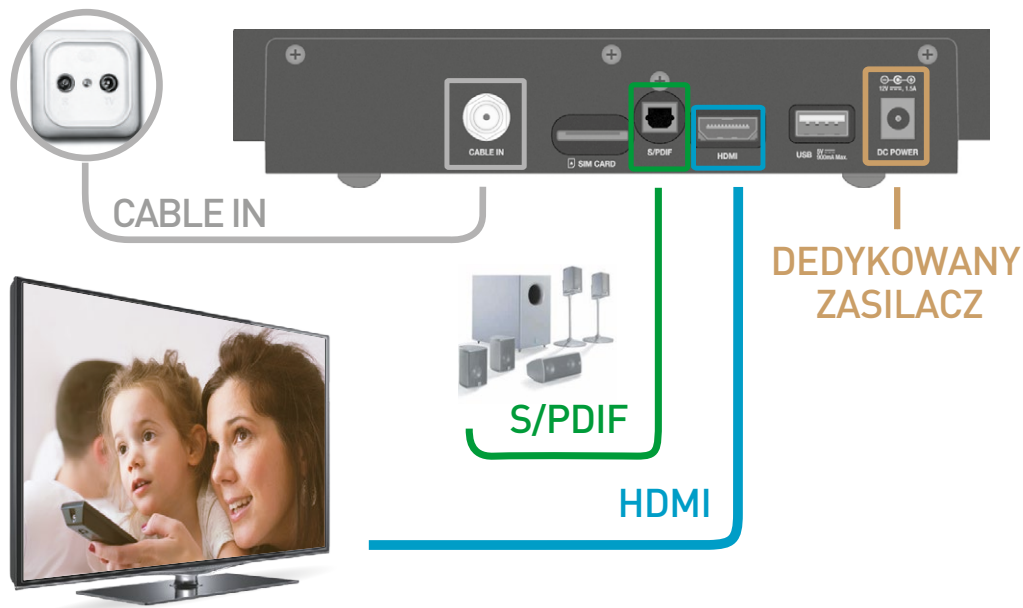 12V ⎓, 1.5A
CABLE IN
SIM CARD
S/PDIF
HDMI
USB 5V ⎓ 900mA Max.
DC POWER
CABLE IN
DEDYKOWANY
ZASILACZ
S/PDIF
HDMI